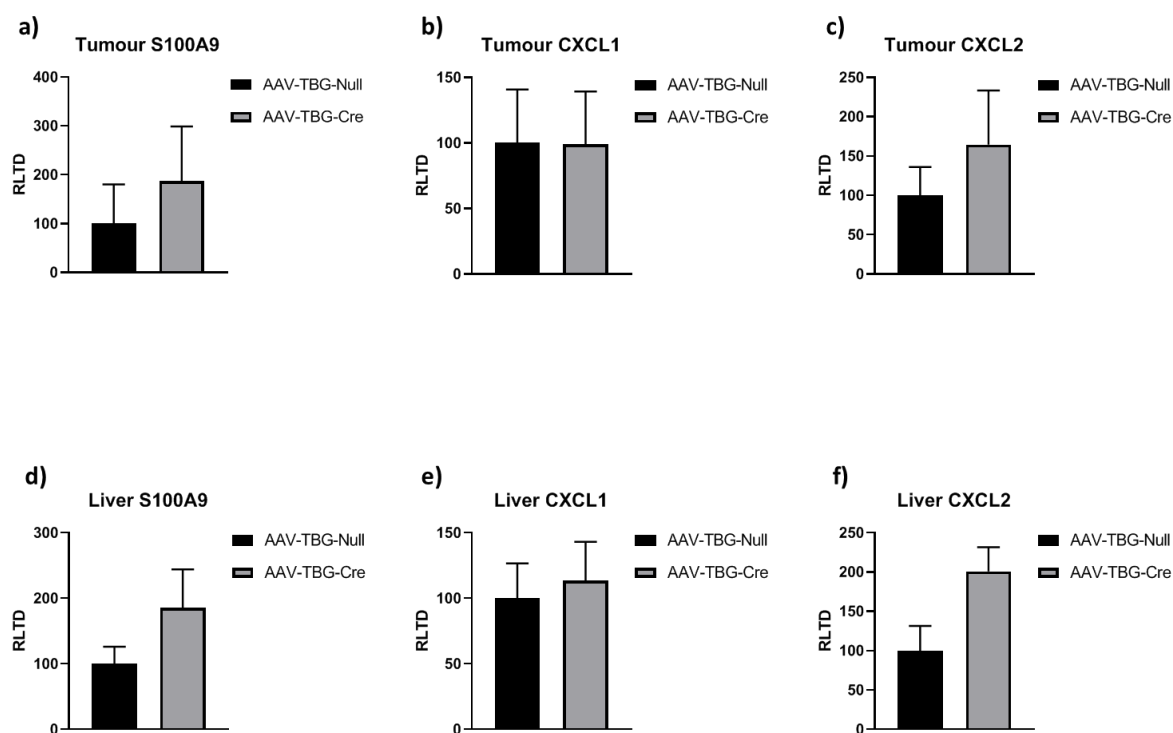 a)
Tumour S100A9
400
300
200
100
0
RLTD
AAV-TBG-Null
AAV-TBG-Cre
b)
Tumour CXCL1
150
100
50
0
RLTD
AAV-TBG-Null
AAV-TBG-Cre
c)
Tumour CXCL2
250
200
150
100
50
0
RLTD
AAV-TBG-Null
AAV-TBG-Cre
d)
Liver S100A9
300
200
100
0
RLTD
AAV-TBG-Null
AAV-TBG-Cre
e)
Liver CXCL1
150
100
50
0
RLTD
AAV-TBG-Null
AAV-TBG-Cre
f)
Liver CXCL2
250
200
150
100
50
0
RLTD
AAV-TBG-Null
AAV-TBG-Cre